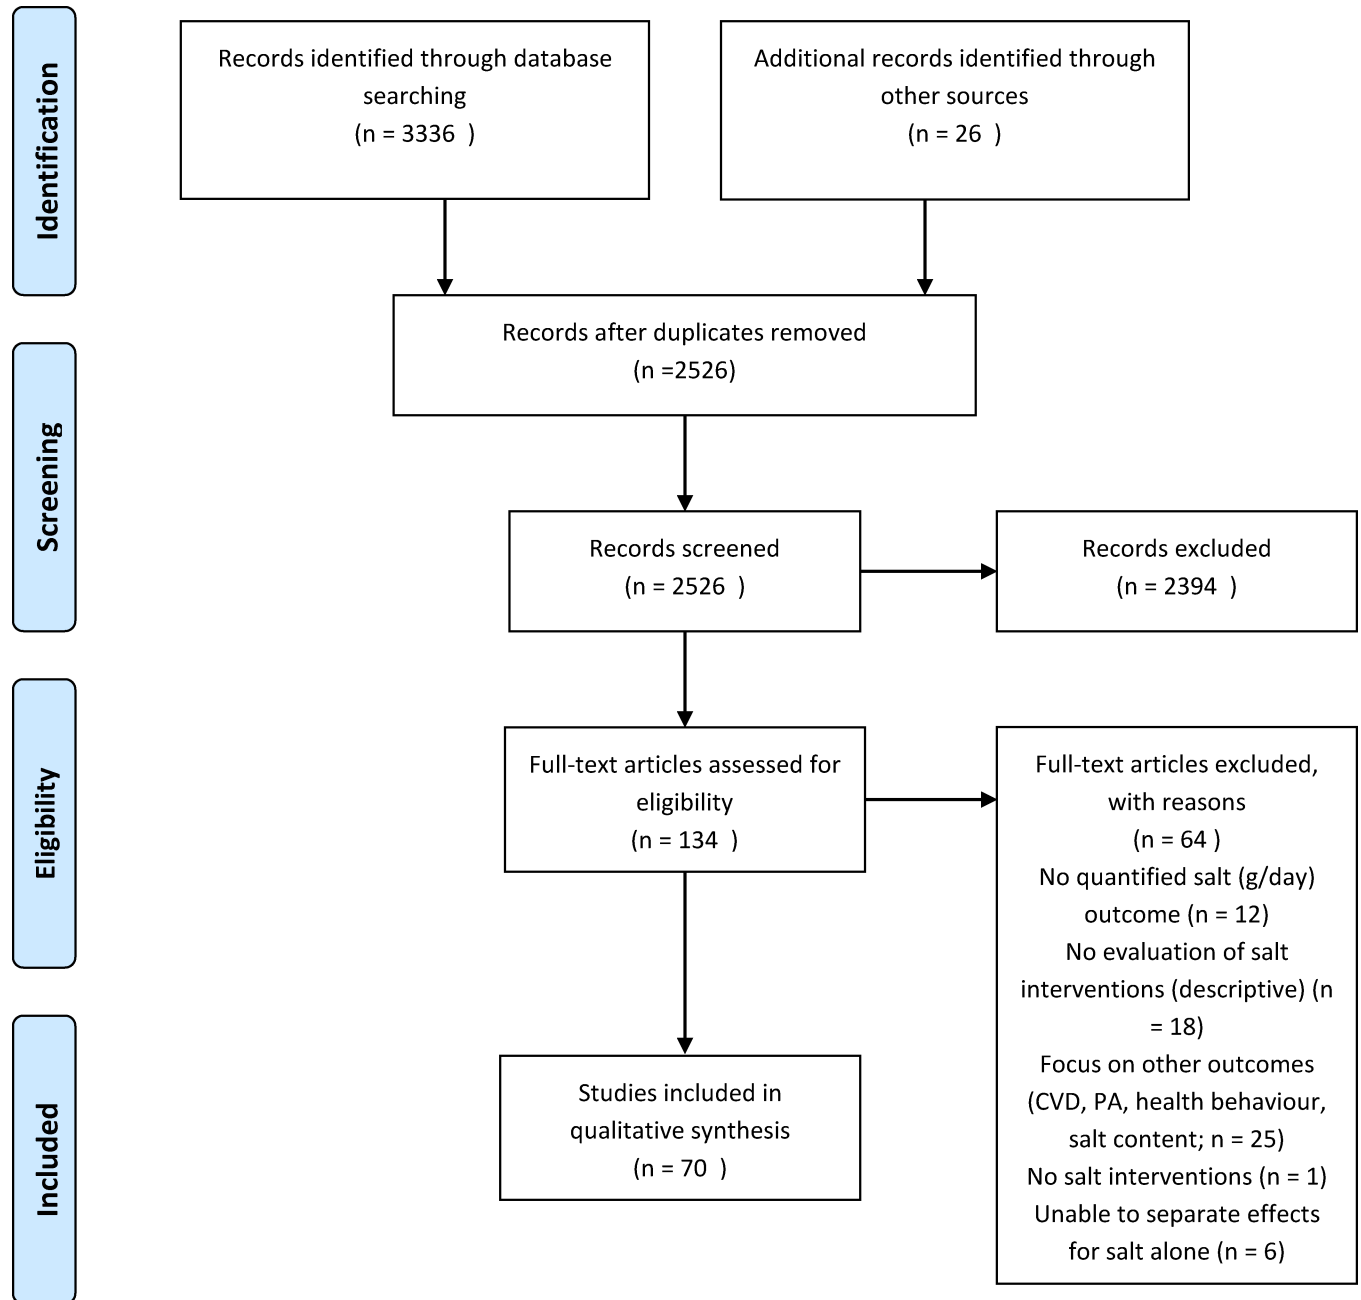 Identification
Records identified through database
searching
(n = 3336  )
Additional records identified through
other sources
(n = 26  )
Records after duplicates removed
(n =2526)
Screening
Records screened
(n = 2526  )
Records excluded
(n = 2394  )
Eligibility
Full-text articles assessed for
eligibility
(n = 134  )
Full-text articles excluded,
with reasons
(n = 64 )
No quantified salt (g/day)
outcome (n = 12)
No evaluation of salt
interventions (descriptive) (n
= 18)
Focus on other outcomes
(CVD, PA, health behaviour,
salt content; n = 25)
No salt interventions (n = 1)
Unable to separate effects
for salt alone (n = 6)
Included
Studies included in
qualitative synthesis
(n = 70  )